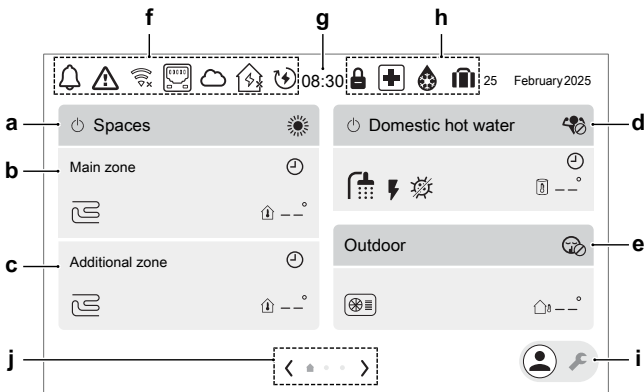 f g h
08:30 25 February 2025
a Spaces Domestic hot water d
b Main zone
--° --°
c Additional zone Outdoor e
--° --°
j i